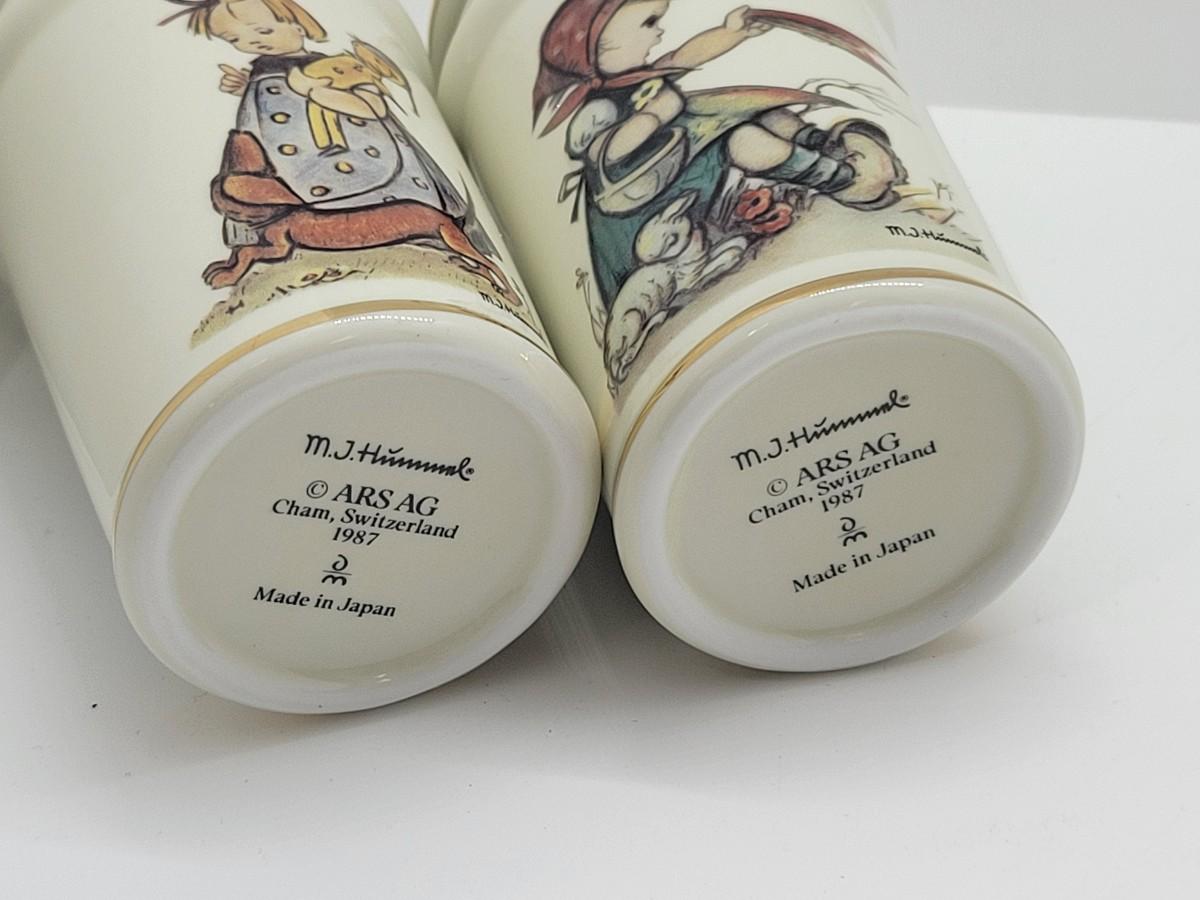 M.J.Hummel
M.J.Hummel
M.J.Hummel®
© ARS AG
Cham, Switzerland
1987
Made in Japan
M.J.Hummel®
© ARS AG
Cham, Switzerland
1987
Made in Japan